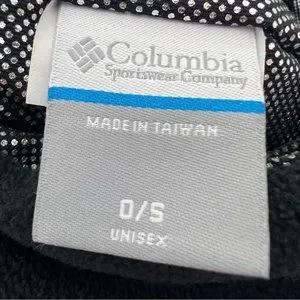 Columbia
Sportswear Company
MADE IN TAIWAN
O/S
UNISEX